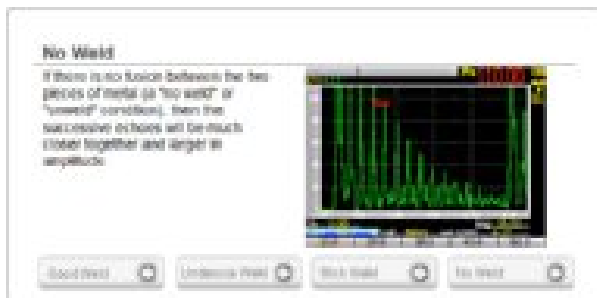 No Weld
If there is no fusion between the two
pieces of metal (a "no weld" or
"unweld" condition), then the
successive echoes will be much
closer together and larger in
amplitude.
Good Weld
Undersize Weld
Stick Weld
No Weld